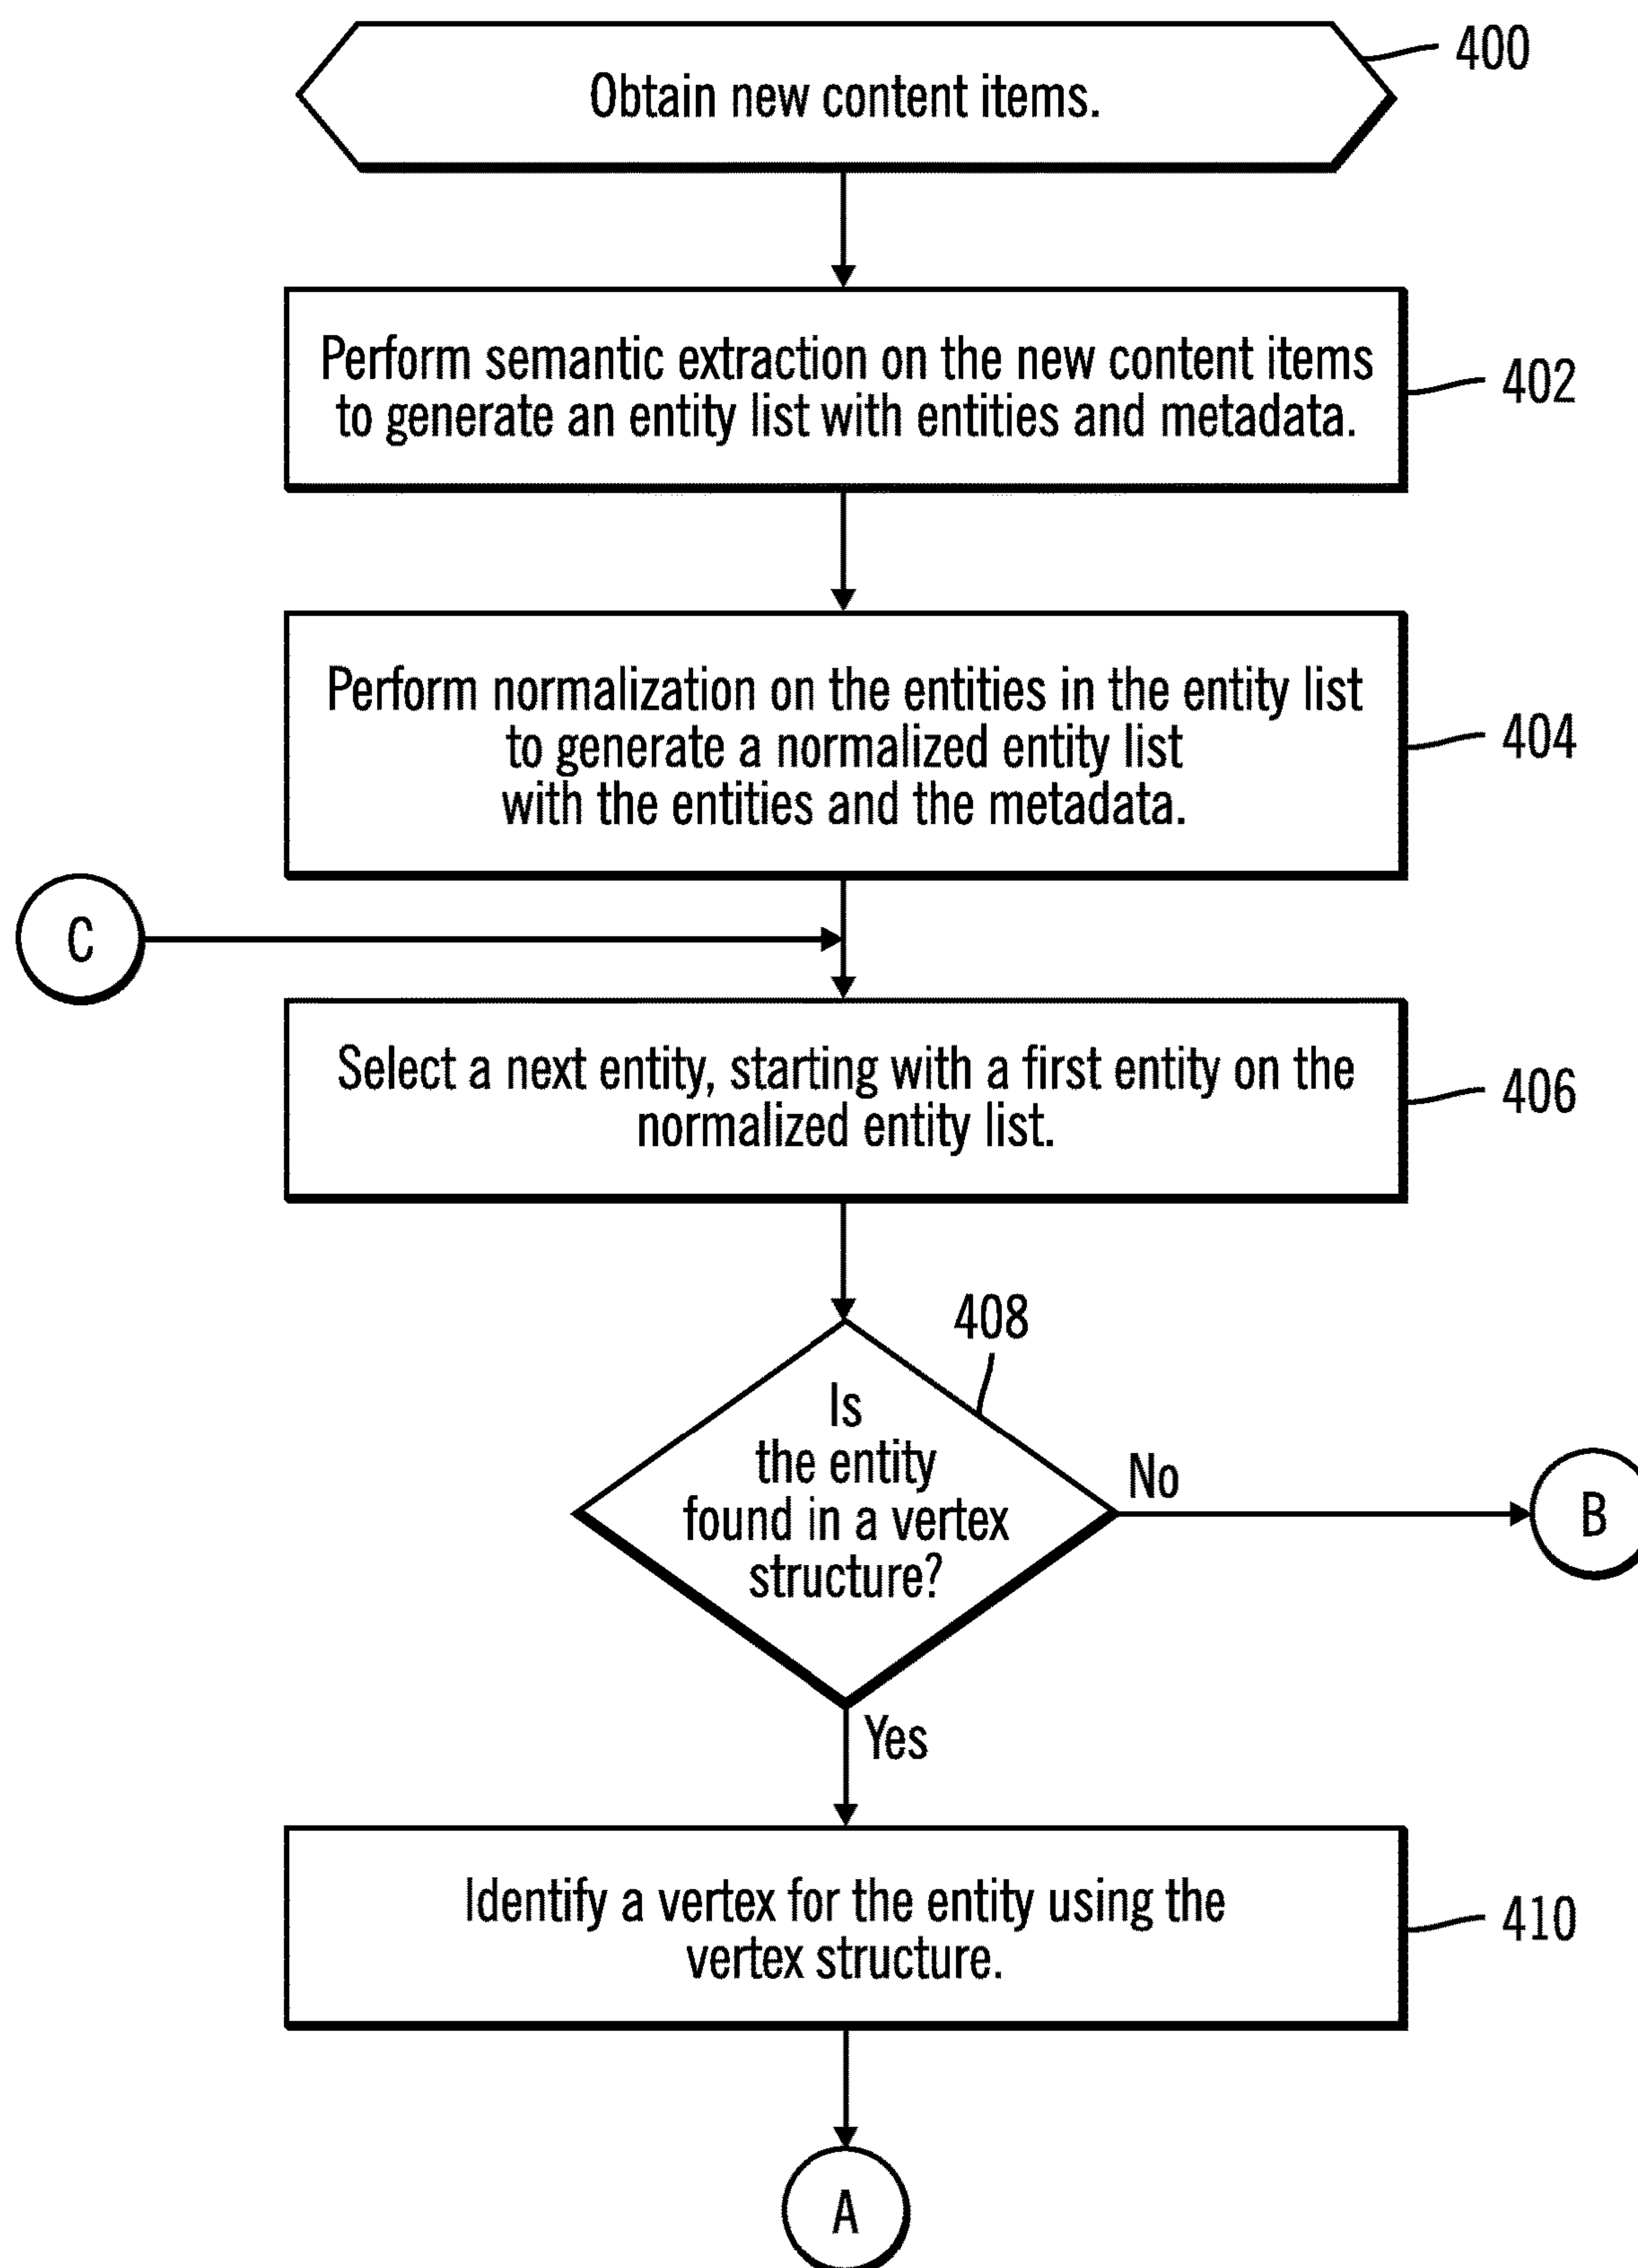 400
Obtain new content items.
Perform semantic extraction on the new content items
to generate an entity list with entities and metadata.
402
Perform normalization on the entities in the entity list
to generate a normalized entity list
with the entities and the metadata.
404
C
Select a next entity, starting with a first entity on the
normalized entity list.
406
408
Is
the entity
found in a vertex
structure?
No
B
Yes
Identify a vertex for the entity using the
vertex structure.
410
A